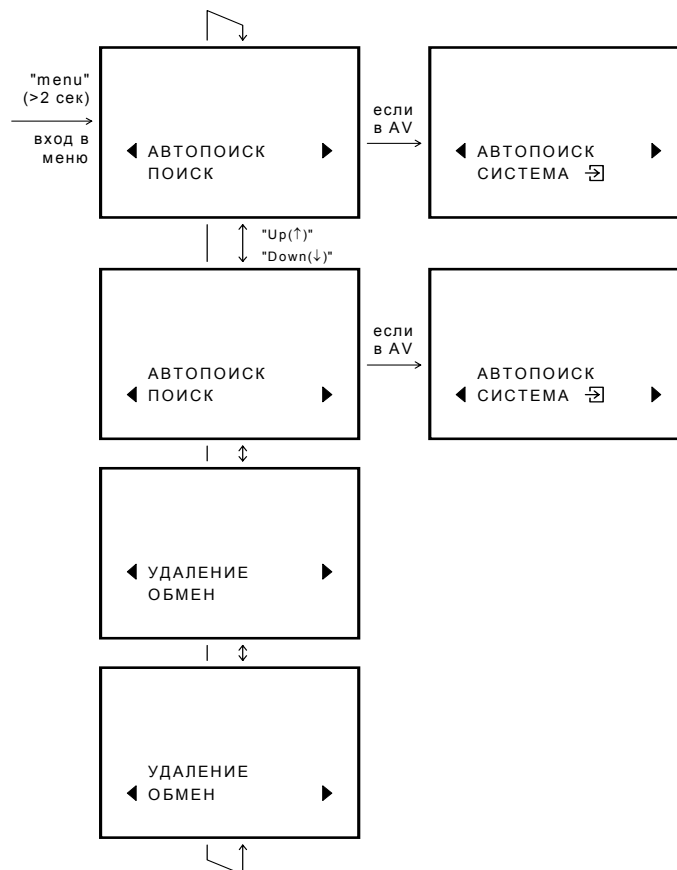 "menu"
(>2 сек)
вход в
меню
АВТОПОИСК
ПОИСК
если
в AV
АВТОПОИСК
СИСТЕМА
"Up(↑)"
"Down(↓)"
АВТОПОИСК
ПОИСК
если
в AV
АВТОПОИСК
СИСТЕМА
УДАЛЕНИЕ
ОБМЕН
УДАЛЕНИЕ
ОБМЕН